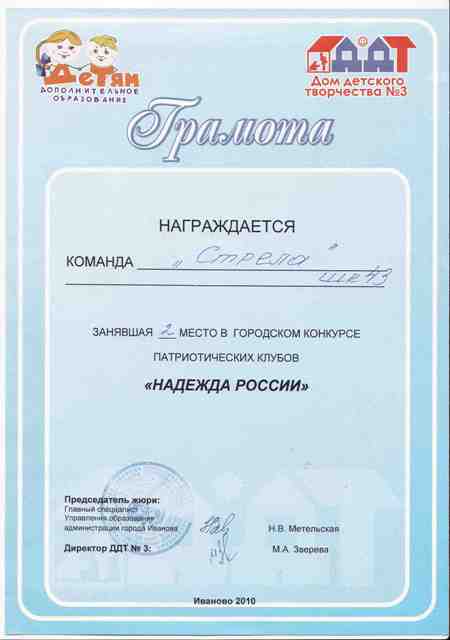 Детям
ДОПОЛНИТЕЛЬНОЕ
ОБРАЗОВАНИЕ
ДДТ
Дом детского
творчества №3
Грамота
НАГРАЖДАЕТСЯ
КОМАНДА „Стрела"
шк 43
ЗАНЯВШАЯ 2 МЕСТО В ГОРОДСКОМ КОНКУРСЕ
ПАТРИОТИЧЕСКИХ КЛУБОВ
«НАДЕЖДА РОССИИ»
Председатель жюри:
Главный специалист
Управления образования
администрации города Иванова
Н.В. Метельская
Директор ДДТ № 3:
М.А. Зверева
Иваново 2010